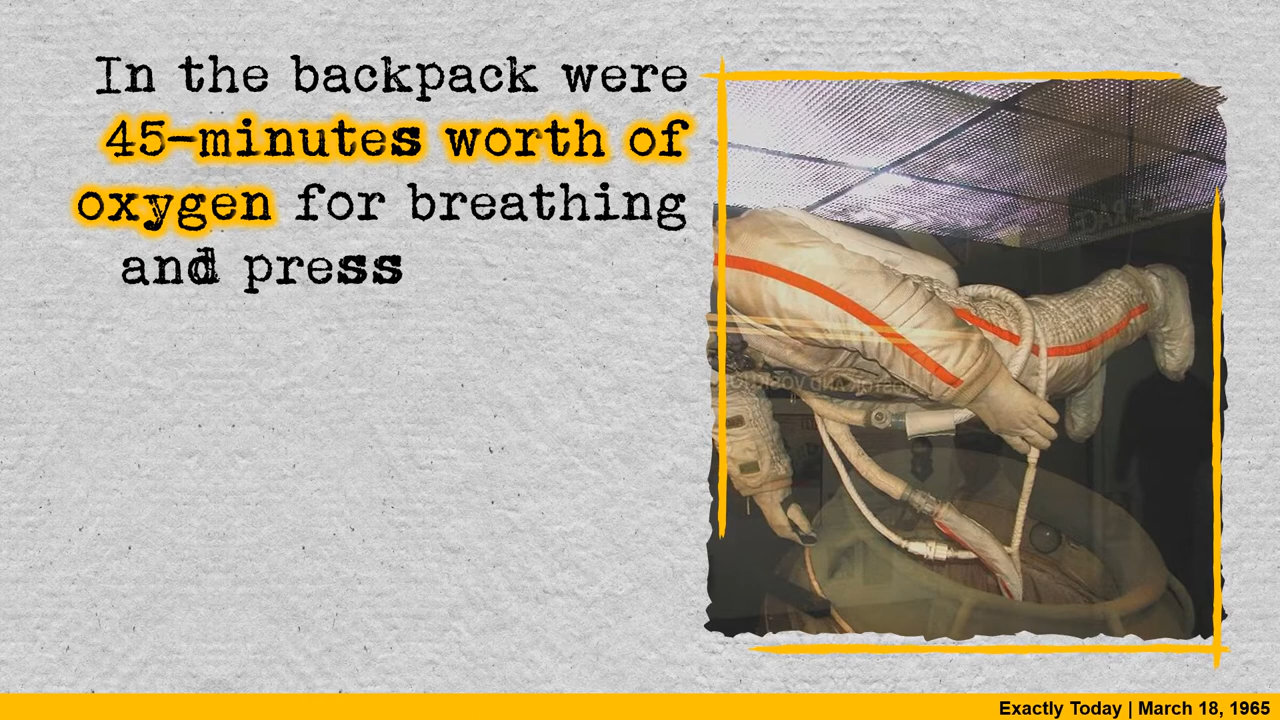 In the backpack were
45-minutes worth of
oxygen for breathing
and press
Exactly Today | March 18, 1965